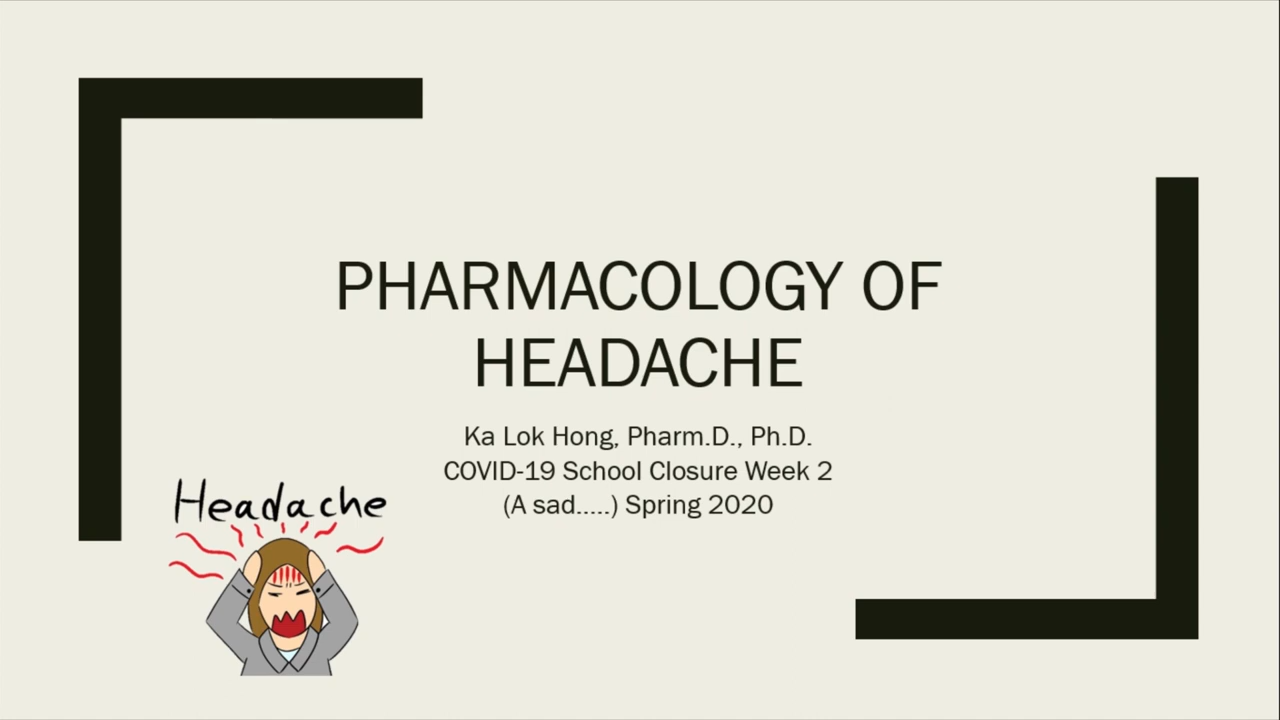 PHARMACOLOGY OF
HEADACHE
Ka Lok Hong, Pharm.D., Ph.D.
COVID-19 School Closure Week 2
(A sad.....) Spring 2020
Headache